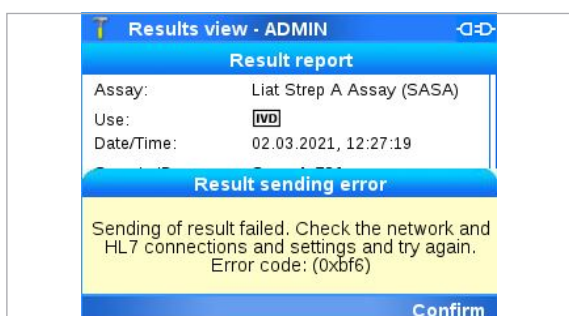 Results view - ADMIN
Result report
Assay: Liat Strep A Assay (SASA)
Use: IVD
Date/Time: 02.03.2021, 12:27:19
Result sending error
Sending of result failed. Check the network and
HL7 connections and settings and try again.
Error code: (0xbf6)
Confirm